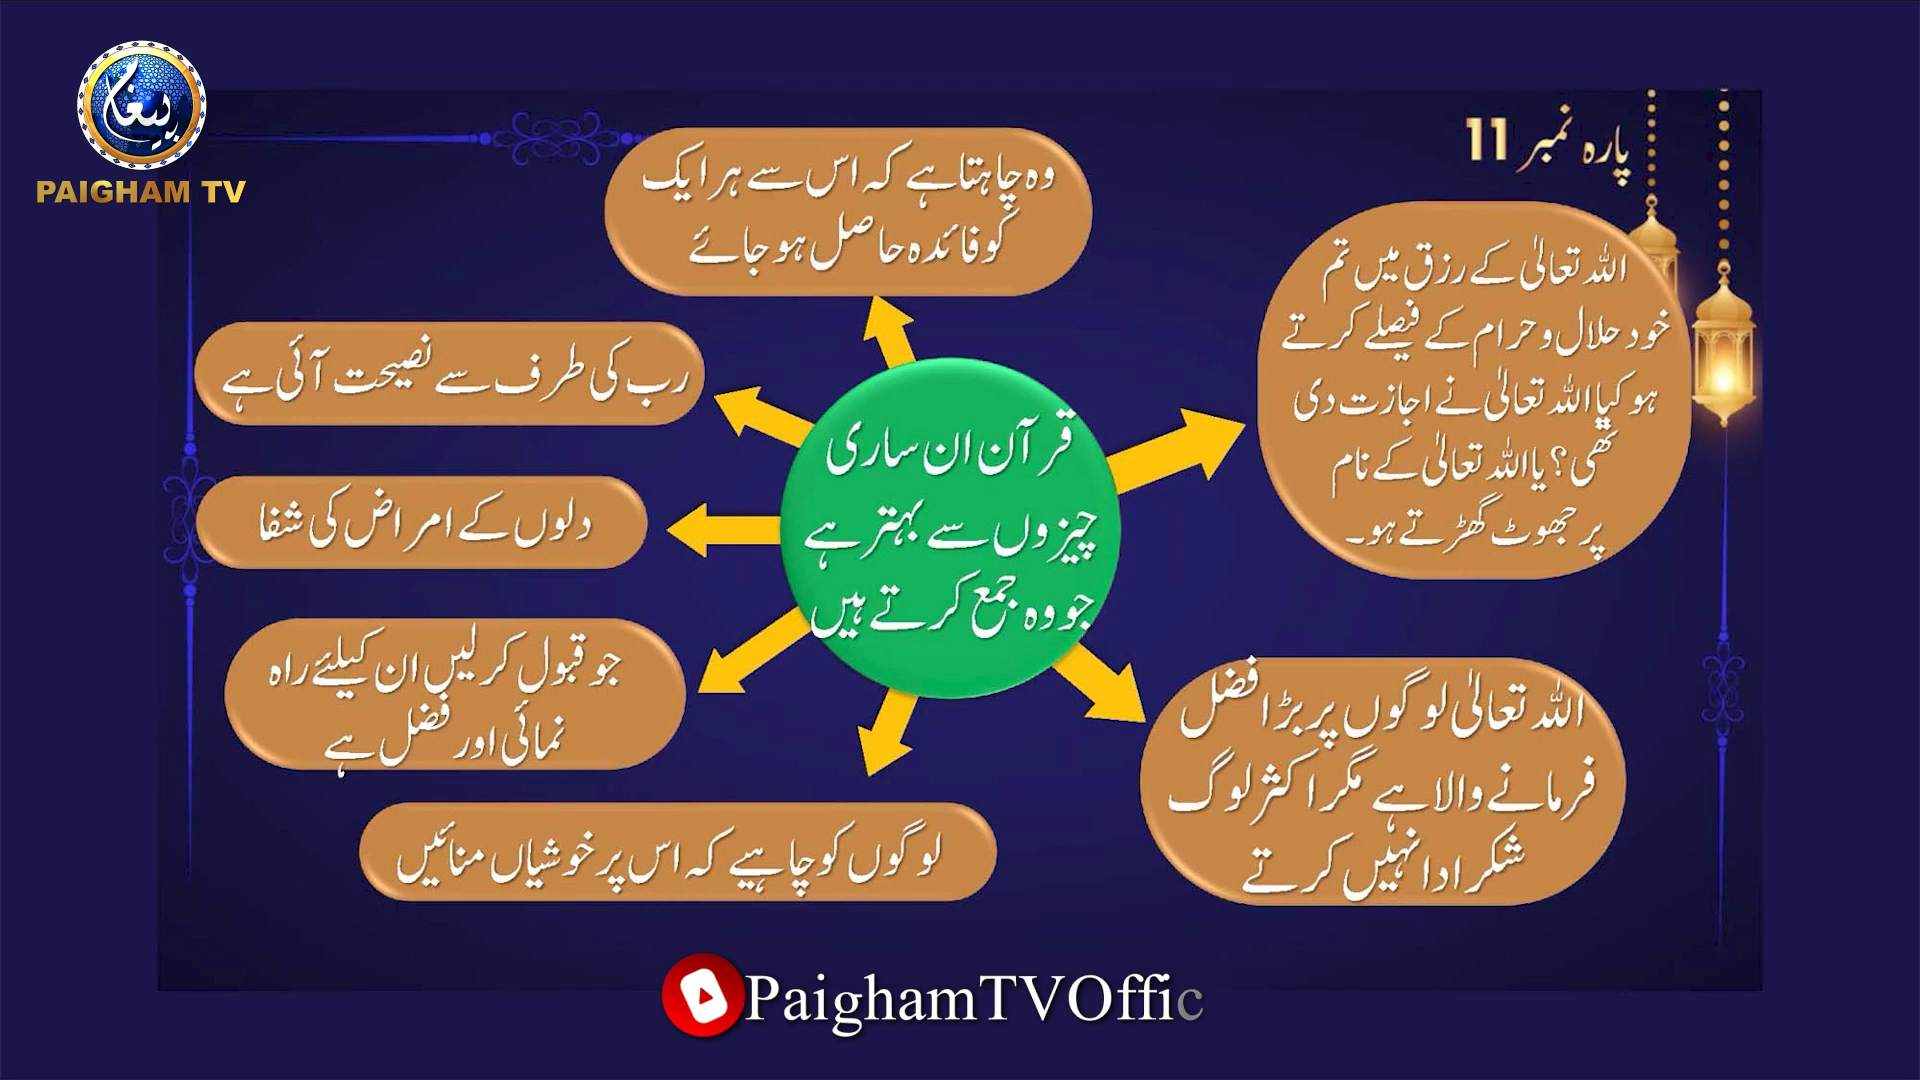 پیغام
PAIGHAM TV
پارہ نمبر 11
وہ چاہتا ہے کہ اس سے ہر ایک
کو فائدہ حاصل ہو جائے
اللہ تعالیٰ کے رزق میں تم
خود حلال و حرام کے فیصلے کرتے
ہو کیا اللہ تعالیٰ نے اجازت دی
تھی؟ یا اللہ تعالیٰ کے نام
پر جھوٹ گھڑتے ہو۔
رب کی طرف سے نصیحت آئی ہے
قرآن ان ساری
چیزوں سے بہتر ہے
جو وہ جمع کرتے ہیں
دلوں کے امراض کی شفا
جو قبول کر لیں ان کیلئے راہ
نمائی اور فضل ہے
اللہ تعالیٰ لوگوں پر بڑا فضل
فرمانے والا ہے مگر اکثر لوگ
شکر ادا نہیں کرتے
لوگوں کو چاہیے کہ اس پر خوشیاں منائیں
PaighamTVOffic